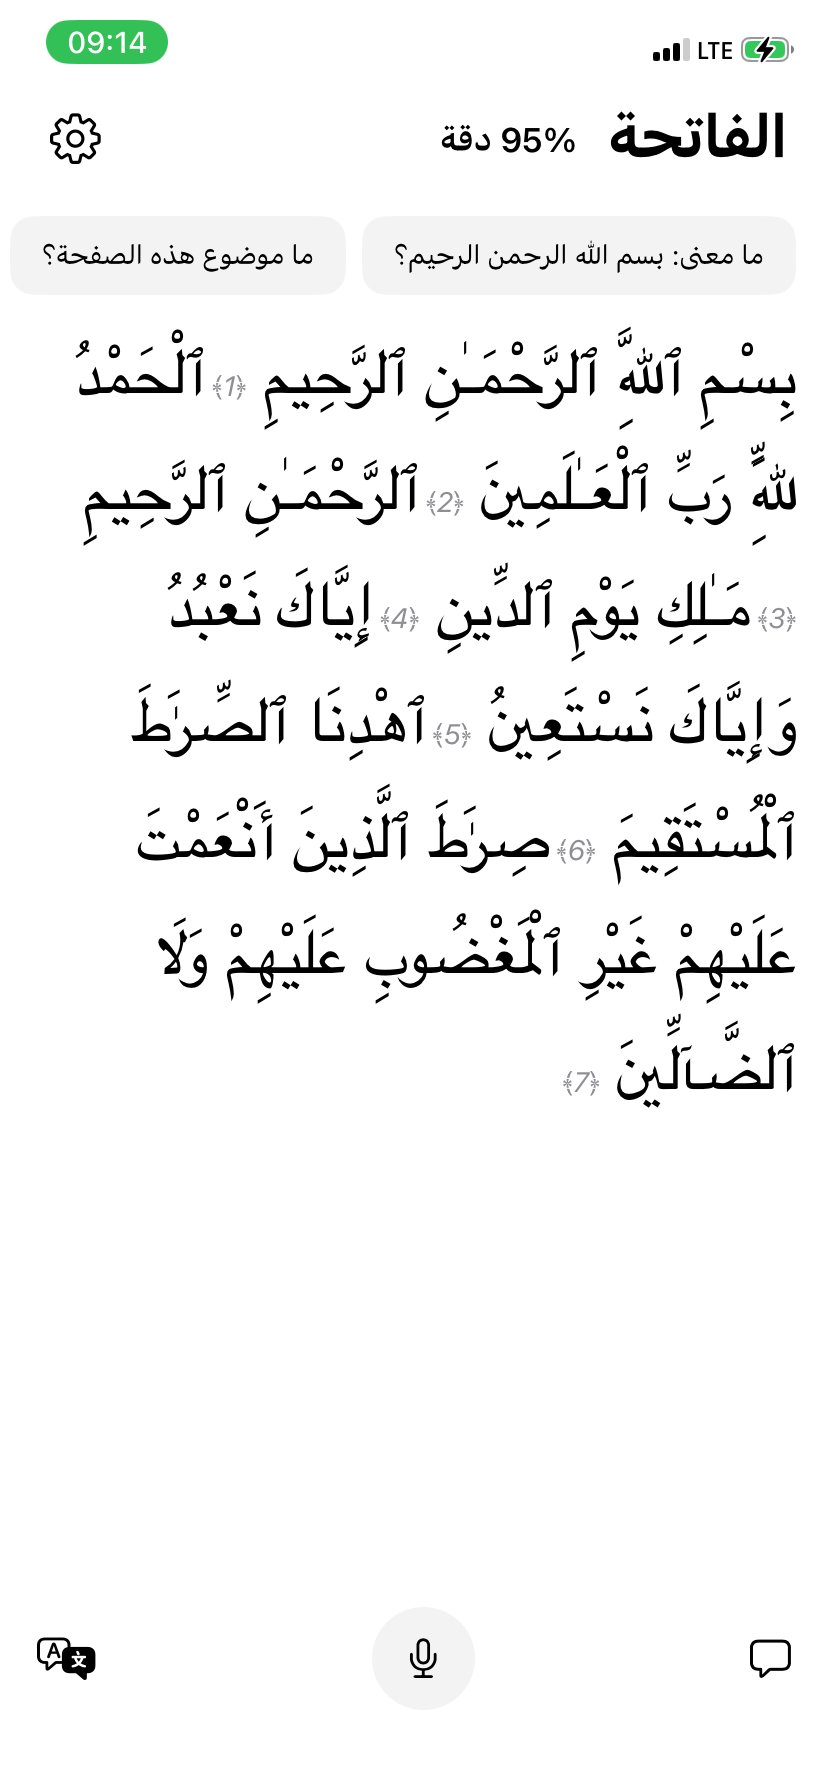 09:14 LTE
الفاتحة 95% دقة
ما معنى: بسم الله الرحمن الرحيم؟ ما موضوع هذه الصفحة؟
بِسْمِ ٱللَّهِ ٱلرَّحْمَـٰنِ ٱلرَّحِيمِ ﴿1﴾ ٱلْحَمْدُ
لِلَّهِ رَبِّ ٱلْعَـٰلَمِينَ ﴿2﴾ ٱلرَّحْمَـٰنِ ٱلرَّحِيمِ
﴿3﴾ مَـٰلِكِ يَوْمِ ٱلدِّينِ ﴿4﴾ إِيَّاكَ نَعْبُدُ
وَإِيَّاكَ نَسْتَعِينُ ﴿5﴾ ٱهْدِنَا ٱلصِّرَٰطَ
ٱلْمُسْتَقِيمَ ﴿6﴾ صِرَٰطَ ٱلَّذِينَ أَنْعَمْتَ
عَلَيْهِمْ غَيْرِ ٱلْمَغْضُوبِ عَلَيْهِمْ وَلَا
ٱلضَّآلِّينَ ﴿7﴾
A 文